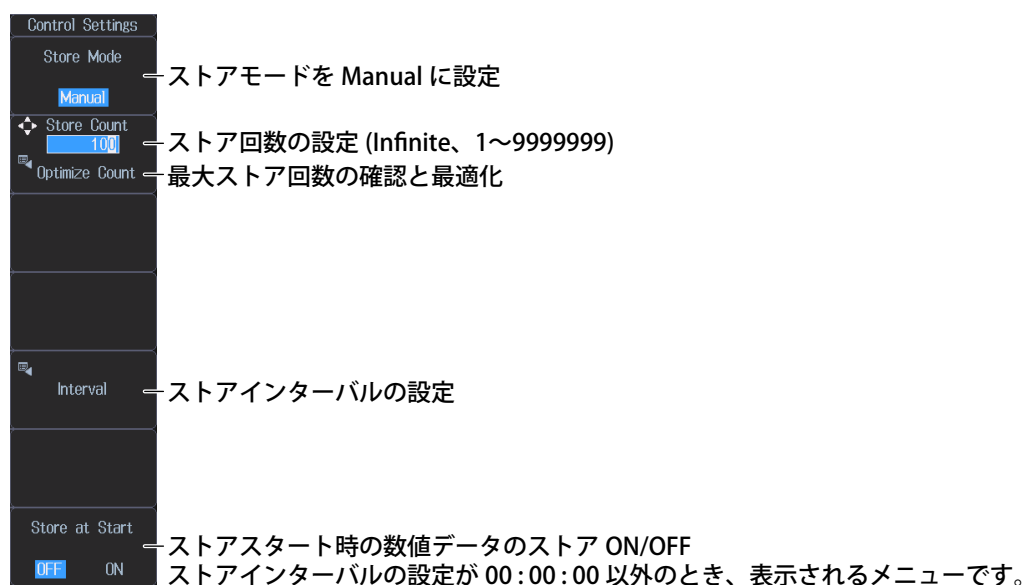 Control Settings
Store Mode
ストアモードを Manual に設定
Manual
Store Count
100
ストア回数の設定 (Infinite、1～9999999)
Optimize Count
最大ストア回数の確認と最適化
Interval
ストアインターバルの設定
Store at Start
ストアスタート時の数値データのストア ON/OFF
OFF ON
ストアインターバルの設定が 00 : 00 : 00 以外のとき、表示されるメニューです。